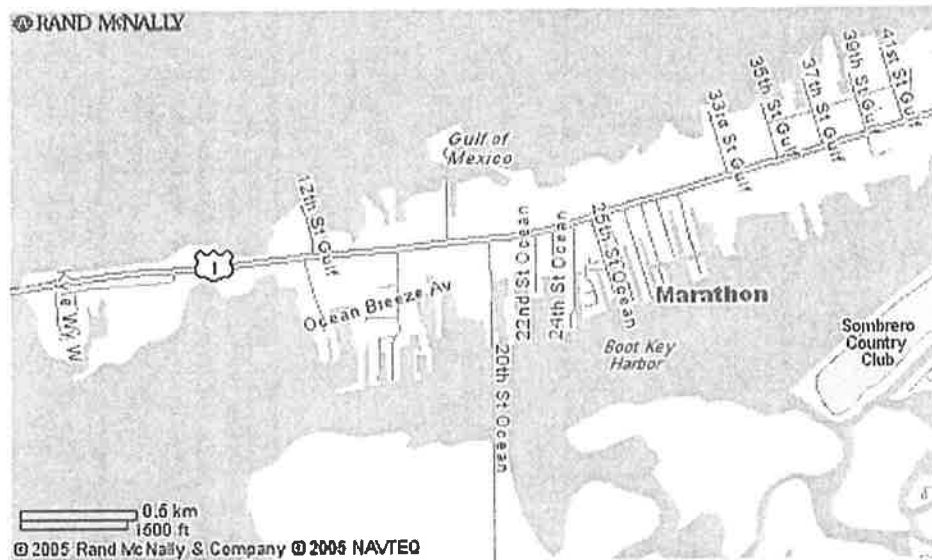 RAND McNALLY
41st St Gulf
39th St Gulf
37th St Gulf
35th St Gulf
33rd St Gulf
Gulf of
Mexico
12th St Gulf
1
Kyle Wy W
Ocean Breeze Av
20th St Ocean
22nd St Ocean
24th St Ocean
25th St Ocean
Marathon
Boot Key
Harbor
Sombrero
Country
Club
0.5 km
1500 ft
© 2005 Rand McNally & Company © 2005 NAVTEQ